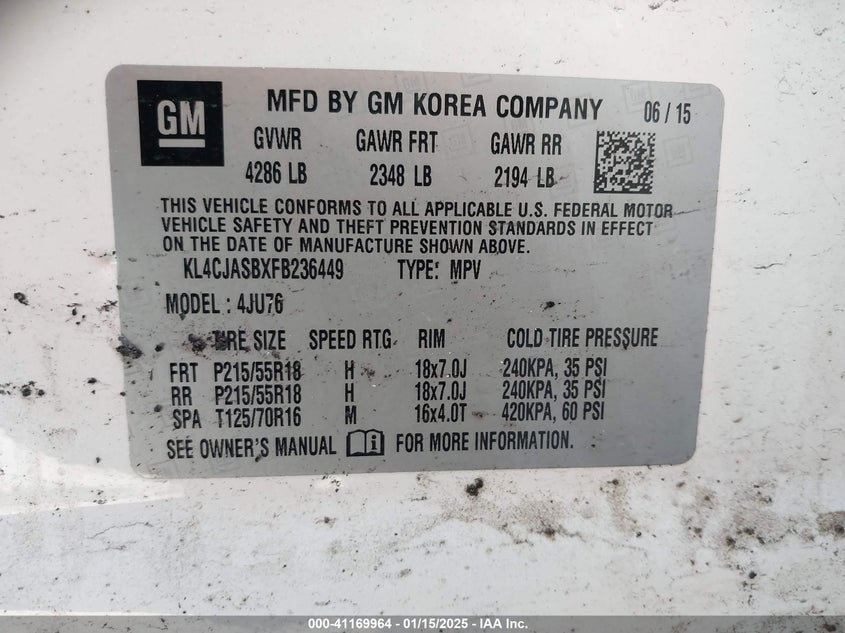 GM
MFD BY GM KOREA COMPANY 06 / 15
GVWR GAWR FRT GAWR RR
4286 LB 2348 LB 2194 LB
THIS VEHICLE CONFORMS TO ALL APPLICABLE U.S. FEDERAL MOTOR
VEHICLE SAFETY AND THEFT PREVENTION STANDARDS IN EFFECT
ON THE DATE OF MANUFACTURE SHOWN ABOVE.
KL4CJASBXFB236449 TYPE: MPV
MODEL : 4JU76
TIRE SIZE SPEED RTG RIM COLD TIRE PRESSURE
FRT P215/55R18 H 18x7.0J 240KPA, 35 PSI
RR P215/55R18 H 18x7.0J 240KPA, 35 PSI
SPA T125/70R16 M 16x4.0T 420KPA, 60 PSI
SEE OWNER'S MANUAL FOR MORE INFORMATION.
000-41169964 - 01/15/2025 - 1*A***L**